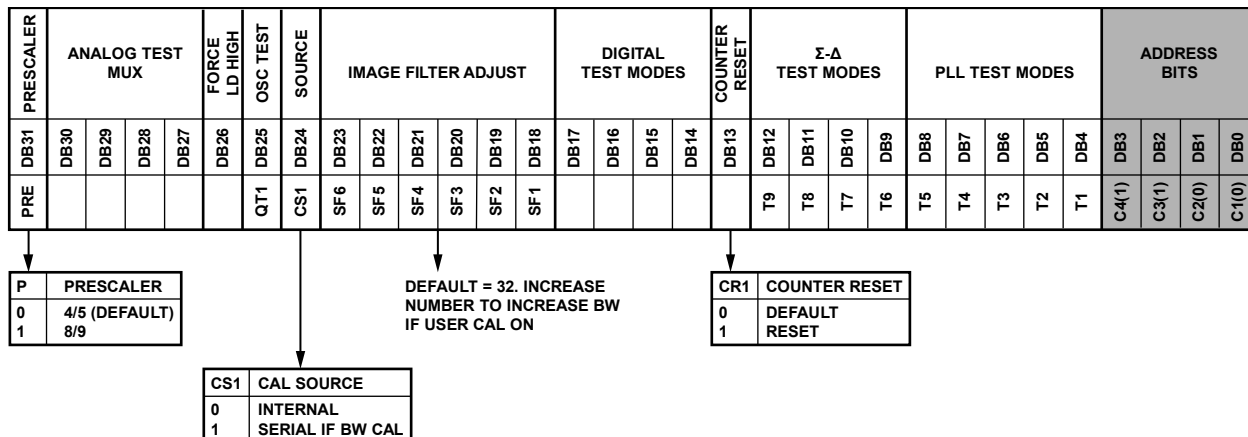 PRESCALER
ANALOG TEST
MUX
FORCE
LD HIGH
OSC TEST
SOURCE
IMAGE FILTER ADJUST
DIGITAL
TEST MODES
COUNTER
RESET
Σ-Δ
TEST MODES
PLL TEST MODES
ADDRESS
BITS
DB31 DB30 DB29 DB28 DB27 DB26 DB25 DB24 DB23 DB22 DB21 DB20 DB19 DB18 DB17 DB16 DB15 DB14 DB13 DB12 DB11 DB10 DB9 DB8 DB7 DB6 DB5 DB4 DB3 DB2 DB1 DB0
PRE QT1 CS1 SF6 SF5 SF4 SF3 SF2 SF1 T9 T8 T7 T6 T5 T4 T3 T2 T1 C4(1) C3(1) C2(0) C1(0)
P PRESCALER
0 4/5 (DEFAULT)
1 8/9
DEFAULT = 32. INCREASE
NUMBER TO INCREASE BW
IF USER CAL ON
CR1 COUNTER RESET
0 DEFAULT
1 RESET
CS1 CAL SOURCE
0 INTERNAL
1 SERIAL IF BW CAL